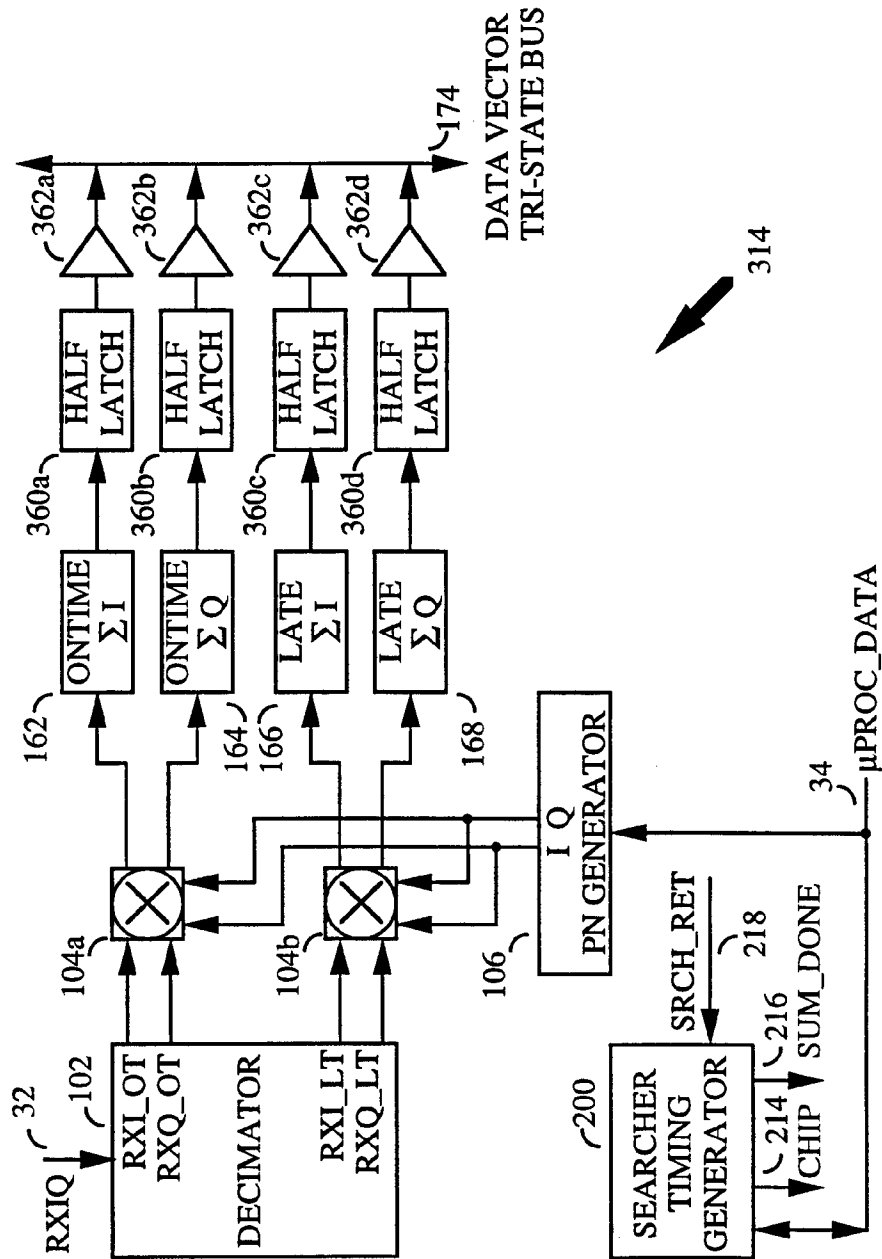 RXIQ
32
102
RXI_OT
RXQ_OT
DECIMATOR
RXI_LT
RXQ_LT
104a
104b
162
ONTIME
Σ I
164
ONTIME
Σ Q
166
LATE
Σ I
168
LATE
Σ Q
360a
HALF
LATCH
360b
HALF
LATCH
360c
HALF
LATCH
360d
HALF
LATCH
362a
362b
362c
362d
174
DATA VECTOR
TRI-STATE BUS
106
I Q
PN GENERATOR
200
SEARCHER
TIMING
GENERATOR
SRCH_RET
218
214
CHIP
216
SUM_DONE
34
µPROC_DATA
314